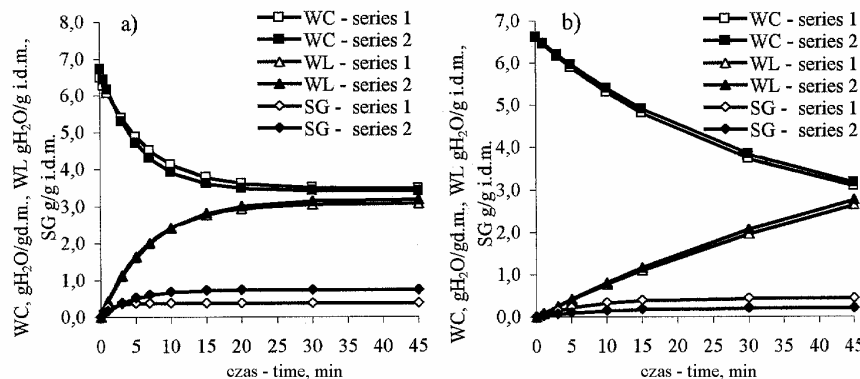 WC, gH₂O/gd.m., WL gH₂O/g i.d.m.,
SG g/g i.d.m.
8,0
7,0
6,0
5,0
4,0
3,0
2,0
1,0
0,0
a)
WC - series 1
WC - series 2
WL - series 1
WL - series 2
SG - series 1
SG - series 2
0 5 10 15 20 25 30 35 40 45
czas - time, min
WC, gH₂O/gd.m., WL gH₂O/g i.d.m.,
SG g/g i.d.m.
7,0
6,0
5,0
4,0
3,0
2,0
1,0
0,0
b)
WC - series 1
WC - series 2
WL - series 1
WL - series 2
SG - series 1
SG - series 2
0 5 10 15 20 25 30 35 40 45
czas - time, min